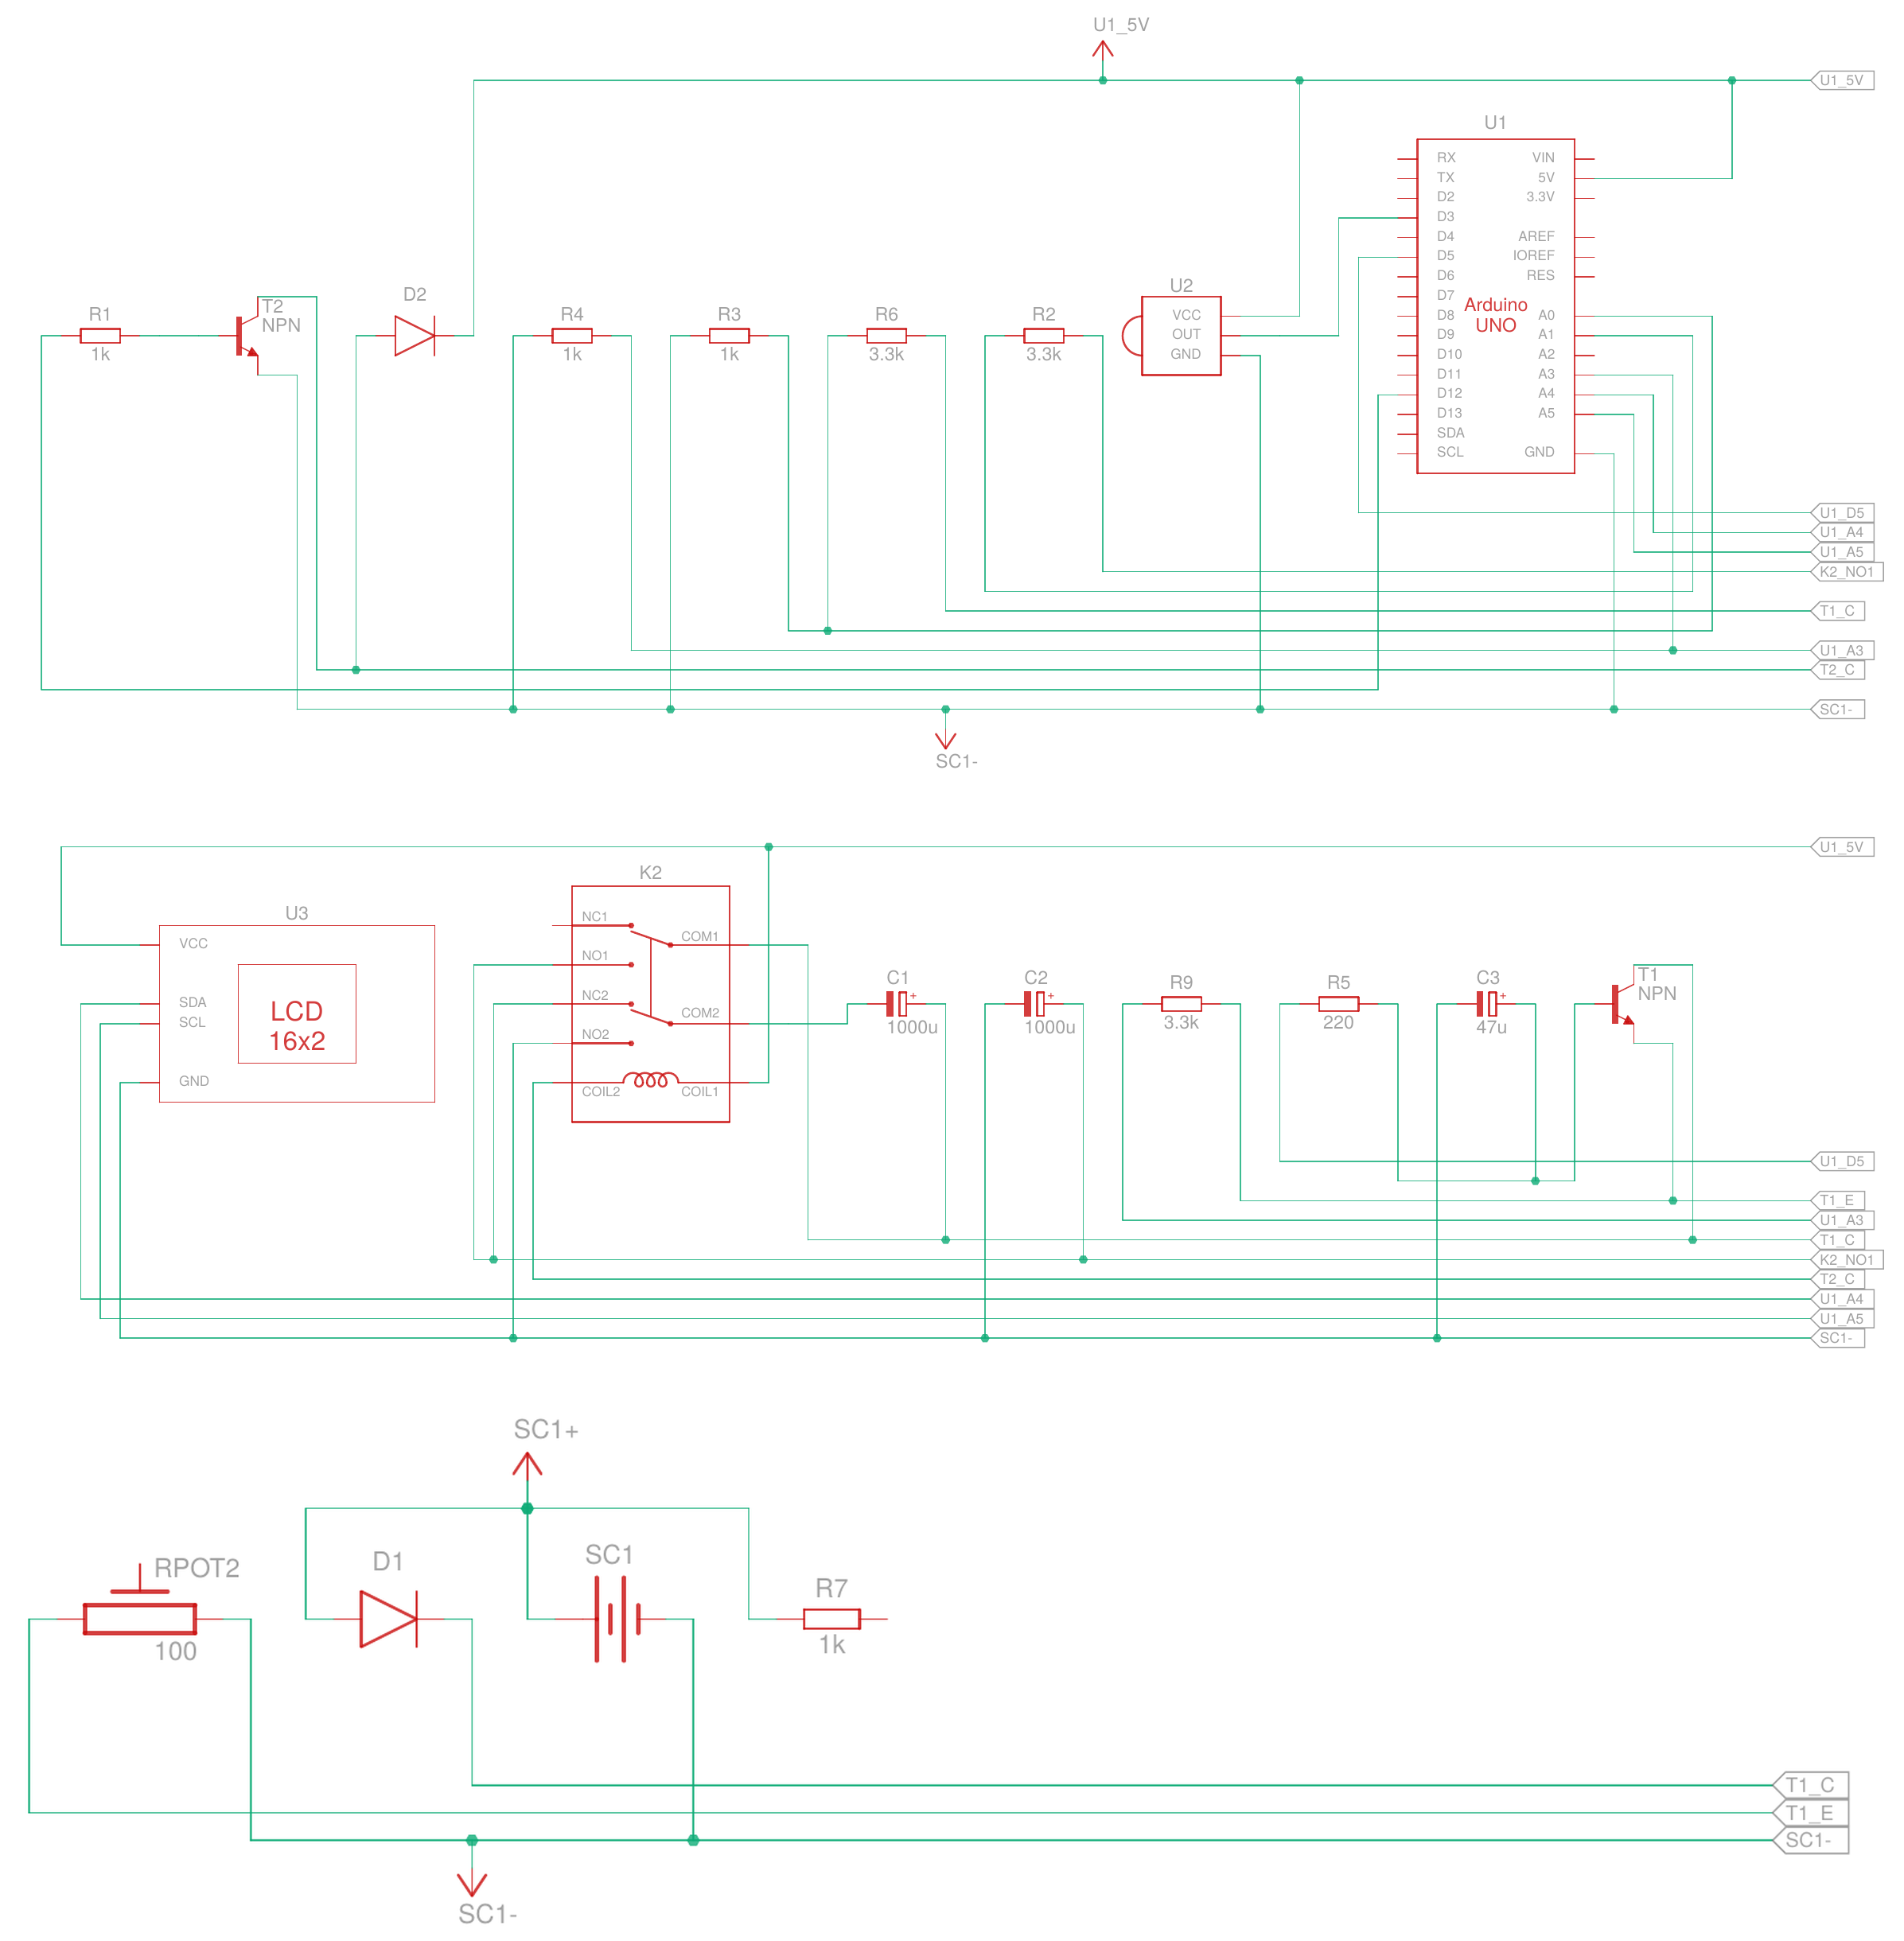 U1_5V
U1_5V
U1
RX VIN
TX 5V
D2 3.3V
D3
D4 AREF
D5 IOREF
D6 RES
D7
D8 A0
D9 A1
D10 A2
D11 A3
D12 A4
D13 A5
SDA
SCL GND
Arduino
UNO
R1
1k
T2
NPN
D2
R4
1k
R3
1k
R6
3.3k
R2
3.3k
U2
VCC
OUT
GND
U1_D5
U1_A4
U1_A5
K2_NO1
T1_C
U1_A3
T2_C
SC1-
SC1-
U1_5V
U3
VCC
SDA
SCL
GND
LCD
16x2
K2
NC1
COM1
NO1
NC2
COM2
NO2
COIL2 COIL1
C1
+
1000u
C2
+
1000u
R9
3.3k
R5
220
C3
+
47u
T1
NPN
U1_D5
T1_E
U1_A3
T1_C
K2_NO1
T2_C
U1_A4
U1_A5
SC1-
SC1+
RPOT2
100
D1
SC1
R7
1k
T1_C
T1_E
SC1-
SC1-